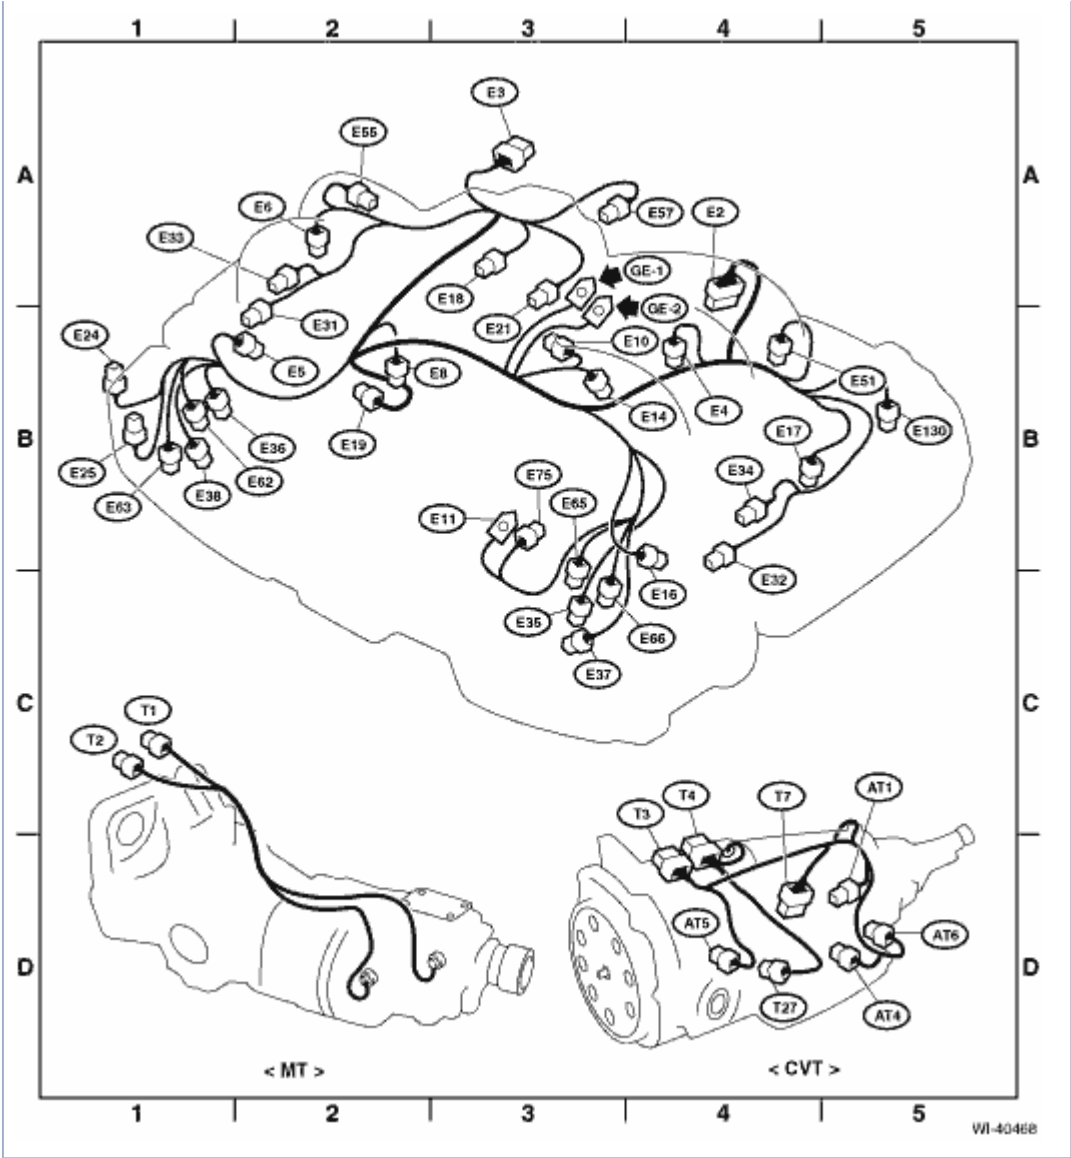 1 2 3 4 5
E3
E55
A A
E6 E57 E2
E33
GE-1
E18
GE-2
E21
E31
E24
E10
E5 E8
E51
E14 E4
E19 E17 E130
E36
B B
E25 E62 E75 E34
E38 E65
E63
E11
E32
E16
E35
E66
E37
C C
T1
T2
T4 T7 AT1
T3
AT5
AT6
D D
T27 AT4
< MT > < CVT >
1 2 3 4 5
WI-40468